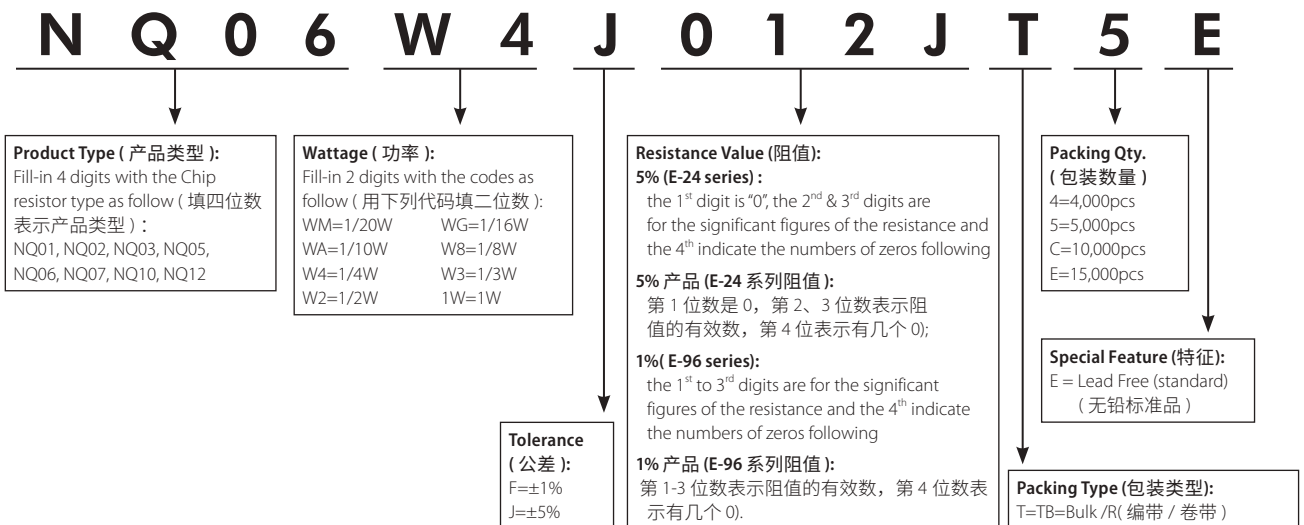 NQ06W4J012JT5E
Product Type ( 产品类型 ):
Fill-in 4 digits with the Chip
resistor type as follow ( 填四位数
表示产品类型 ) :
NQ01, NQ02, NQ03, NQ05,
NQ06, NQ07, NQ10, NQ12
Wattage ( 功率 ):
Fill-in 2 digits with the codes as
follow ( 用下列代码填二位数 ):
WM=1/20W WG=1/16W
WA=1/10W W8=1/8W
W4=1/4W W3=1/3W
W2=1/2W 1W=1W
Tolerance
( 公差 ):
F=±1%
J=±5%
Resistance Value (阻值):
5% (E-24 series) :
the 1st digit is “0”, the 2nd & 3rd digits are
for the significant figures of the resistance and
the 4th indicate the numbers of zeros following
5% 产品 (E-24 系列阻值 ):
第 1 位数是 0，第 2、3 位数表示阻
值的有效数，第 4 位表示有几个 0);
1%( E-96 series):
the 1st to 3rd digits are for the significant
figures of the resistance and the 4th indicate
the numbers of zeros following
1% 产品 (E-96 系列阻值 ):
第 1-3 位数表示阻值的有效数，第 4 位数表
示有几个 0).
Packing Qty.
( 包装数量 )
4=4,000pcs
5=5,000pcs
C=10,000pcs
E=15,000pcs
Special Feature (特征):
E = Lead Free (standard)
( 无铅标准品 )
Packing Type (包装类型):
T=TB=Bulk /R( 编带 / 卷带 )